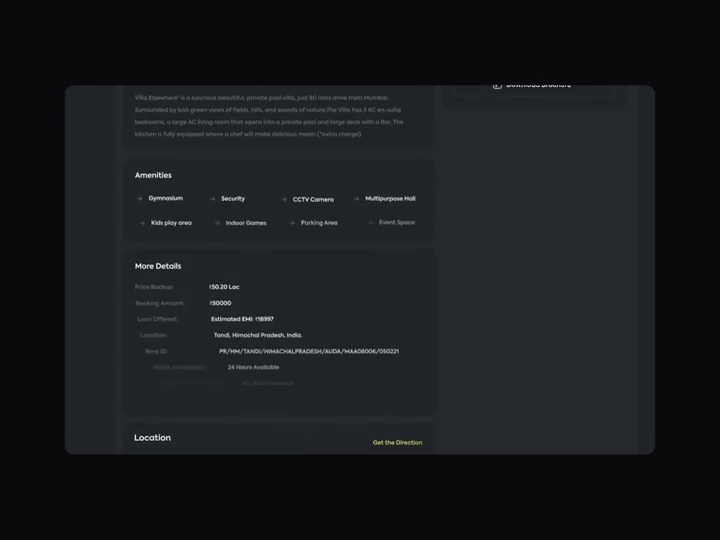 Download Brochure
Villa Elsewhere* is a luxurious beautiful, private pool villa, just 90 mins drive from Mumbai.
Surrounded by lush green views of fields, hills, and sounds of nature.The Villa has 3 AC en-suite
bedrooms, a large AC living room that opens into a private pool and large deck with a Bar. The
kitchen is fully equipped where a chef will make delicious meals (*extra charge).
Amenities
Gymnasium Security CCTV Camera Multipurpose Hall
Kids play area Indoor Games Parking Area Event Space
More Details
Price Backup: ₹50.20 Lac
Booking Amount: ₹50000
Loan Offered: Estimated EMI: ₹18997
Location: Tandi, Himachal Pradesh, India.
Rera ID: PR/HM/TANDI/HIMACHALPRADESH/AUDA/MAA08006/050221
24 Hours Available
Location
Get the Direction